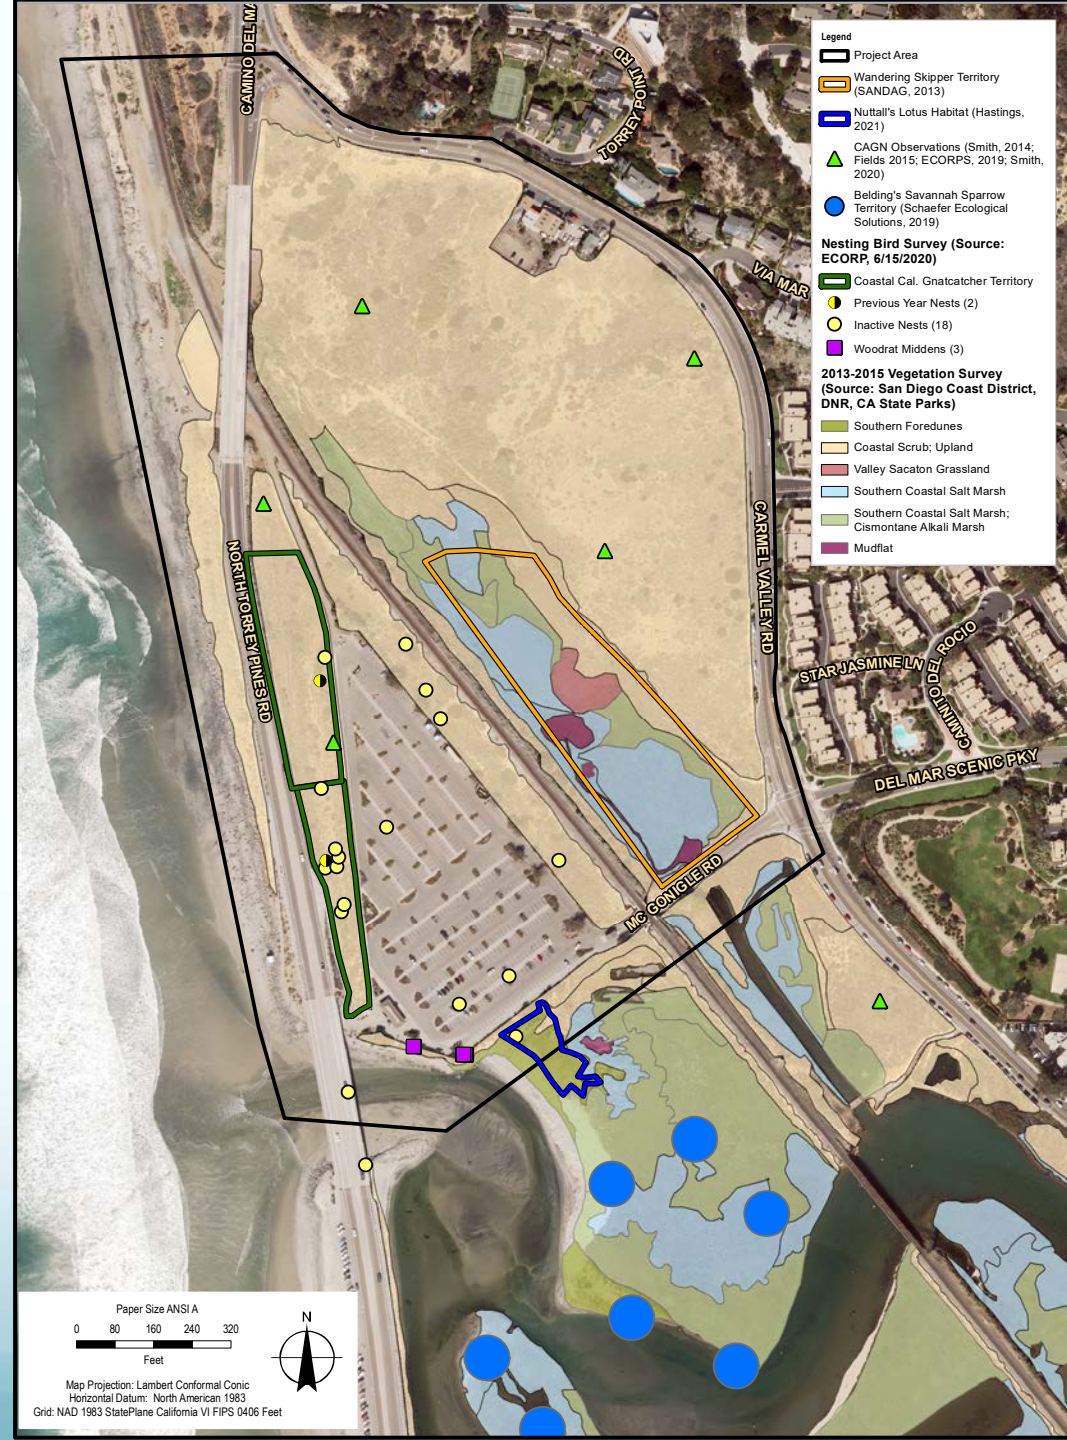 CAMINO DEL MA
TORREY POINT RD
VIA MAR
CARMEL VALLEY RD
NORTH TORREY PINES RD
STAR JASMINE LN
CAMINITO DEL ROCIO
DEL MAR SCENIC PKY
MC GONIGLE RD
Legend
Project Area
Wandering Skipper Territory
(SANDAG, 2013)
Nuttall's Lotus Habitat (Hastings,
2021)
CAGN Observations (Smith, 2014;
Fields 2015; ECORPS, 2019; Smith,
2020)
Belding's Savannah Sparrow
Territory (Schaefer Ecological
Solutions, 2019)
Nesting Bird Survey (Source:
ECORP, 6/15/2020)
Coastal Cal. Gnatcatcher Territory
Previous Year Nests (2)
Inactive Nests (18)
Woodrat Middens (3)
2013-2015 Vegetation Survey
(Source: San Diego Coast District,
DNR, CA State Parks)
Southern Foredunes
Coastal Scrub; Upland
Valley Sacaton Grassland
Southern Coastal Salt Marsh
Southern Coastal Salt Marsh;
Cismontane Alkali Marsh
Mudflat
Paper Size ANSI A
0 80 160 240 320
Feet
N
Map Projection: Lambert Conformal Conic
Horizontal Datum: North American 1983
Grid: NAD 1983 StatePlane California VI FIPS 0406 Feet